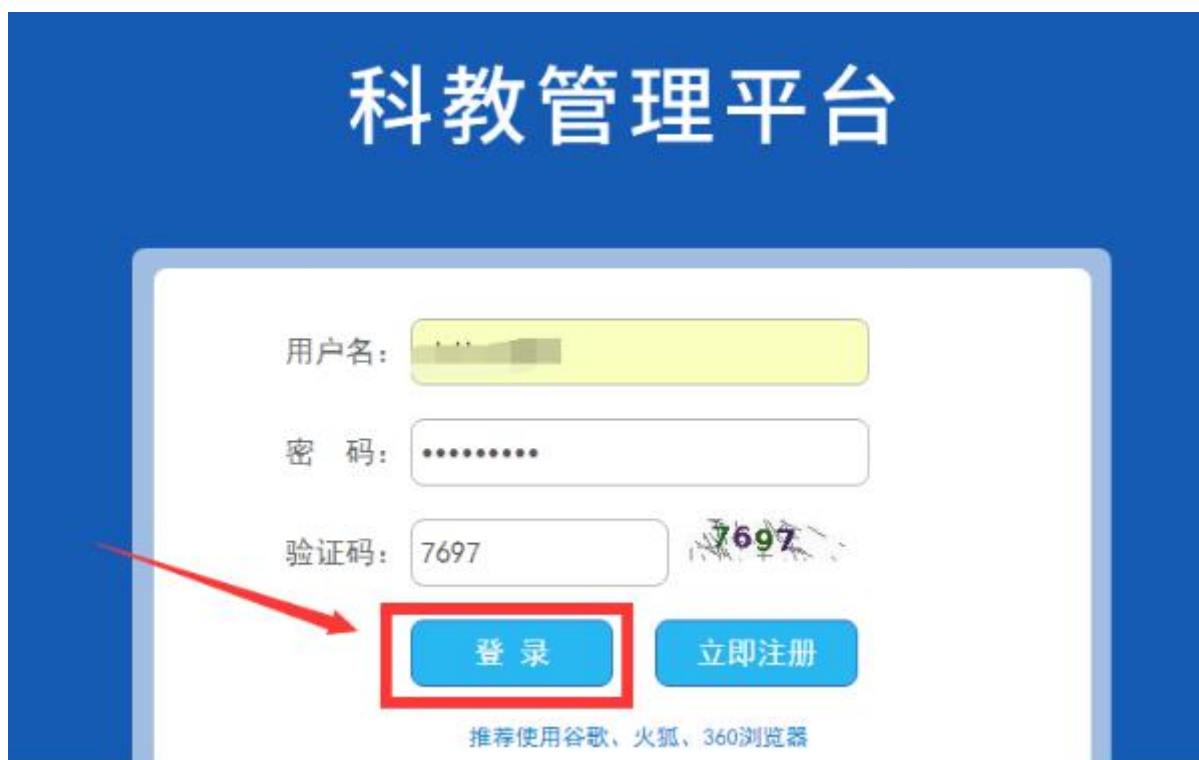 科教管理平台
用户名：
密 码： •••••••••
验证码： 7697 7697
登 录 立即注册
推荐使用谷歌、火狐、360浏览器